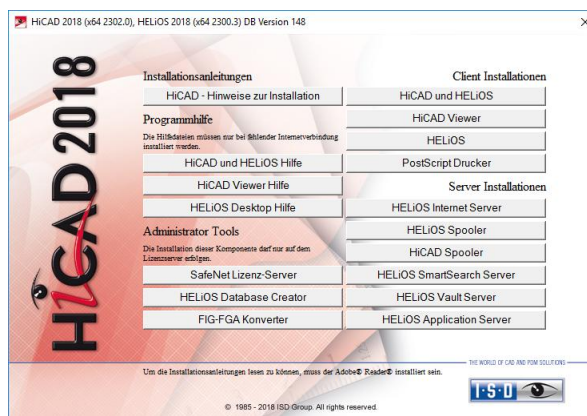 HiCAD 2018 (x64 2302.0), HELiOS 2018 (x64 2300.3) DB Version 148
HiCAD2018
Installationsanleitungen
HiCAD - Hinweise zur Installation
Programmhilfe
Die Hilfedateien müssen nur bei fehlender Internetverbindung
installiert werden.
HiCAD und HELiOS Hilfe
HiCAD Viewer Hilfe
HELiOS Desktop Hilfe
Administrator Tools
Die Installation dieser Komponente darf nur auf dem
Lizenzserver erfolgen.
SafeNet Lizenz-Server
HELiOS Database Creator
FIG-FGA Konverter
Client Installationen
HiCAD und HELiOS
HiCAD Viewer
HELiOS
PostScript Drucker
Server Installationen
HELiOS Internet Server
HELiOS Spooler
HiCAD Spooler
HELiOS SmartSearch Server
HELiOS Vault Server
HELiOS Application Server
Um die Installationsanleitungen lesen zu können, muss der Adobe® Reader® installiert sein.
THE WORLD OF CAD AND PDM SOLUTIONS
I·S·D
© 1985 - 2018 ISD Group. All rights reserved.